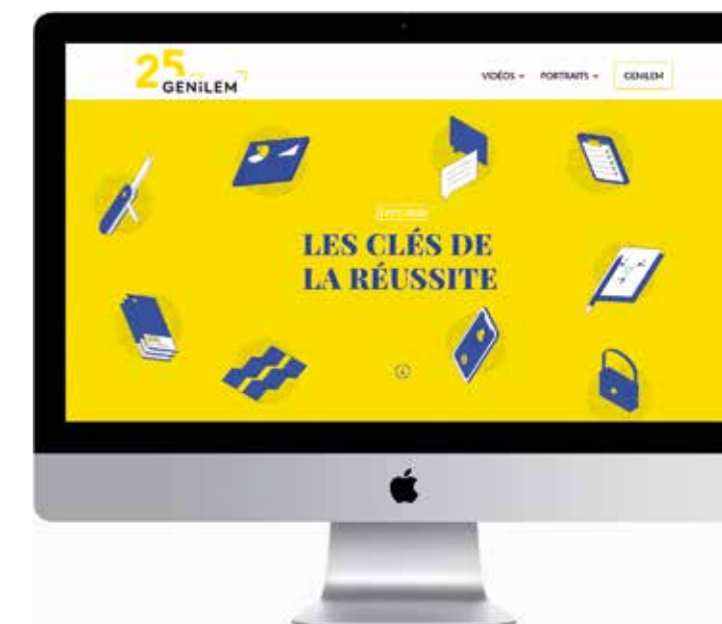 25
GENiLEM
VIDÉOS PORTRAITS GENILEM
LES CLÉS DE
LA RÉUSSITE